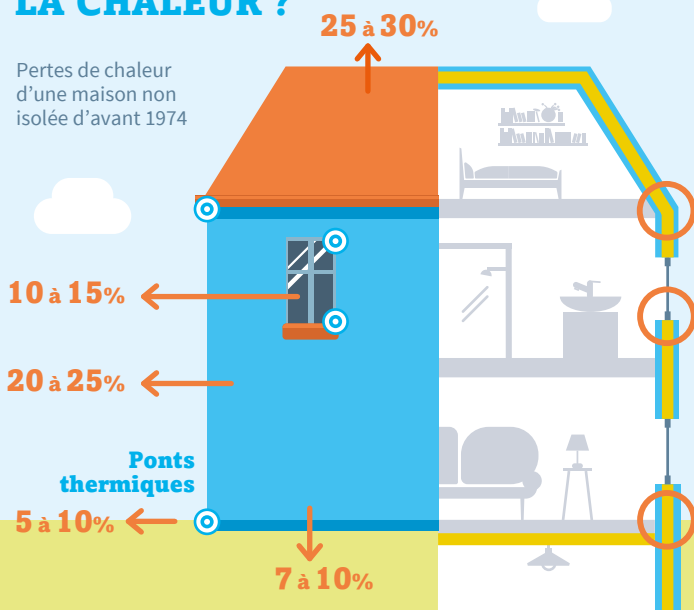 LA CHALEUR ?
25 à 30%
Pertes de chaleur
d’une maison non
isolée d’avant 1974
10 à 15%
20 à 25%
Ponts
thermiques
5 à 10%
7 à 10%